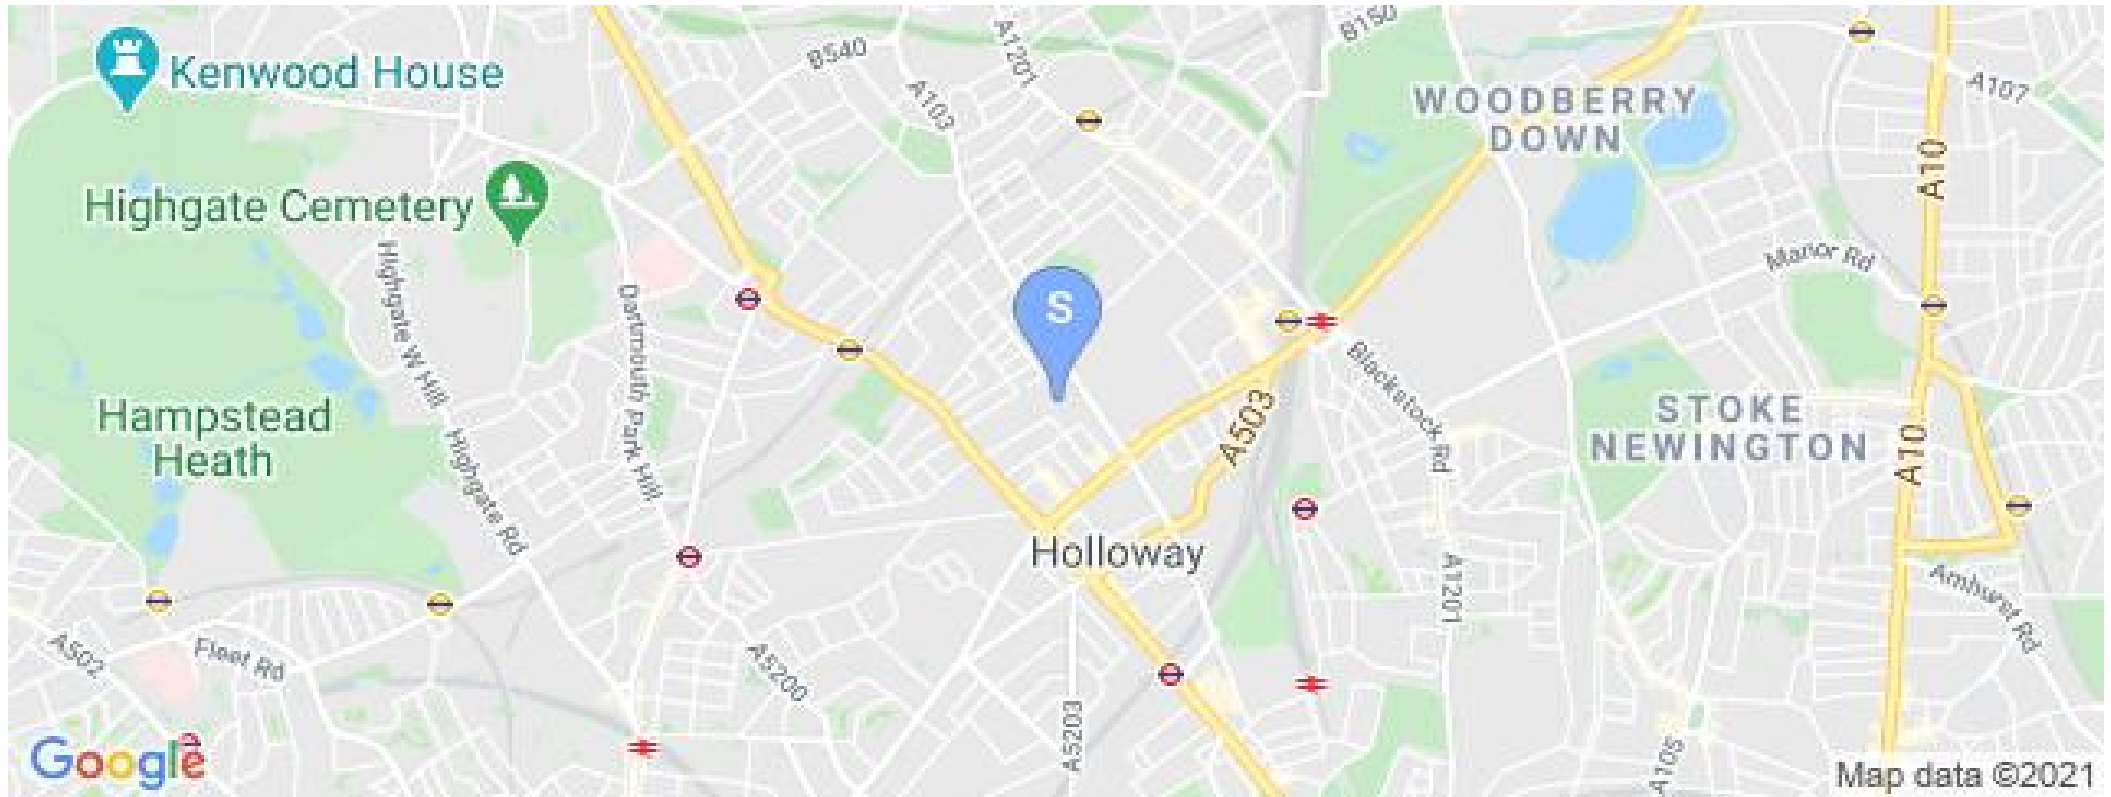 B150
A1201
B540
Kenwood House
A107
A103
WOODBERRY
DOWN
A10
Highgate Cemetery
Manor Rd
Highgate W Hill
Dartmouth Park Hill
S
Blackstock Rd
A503
STOKE
NEWINGTON
A10
Hampstead
Heath
Highgate Rd
Holloway
A1201
Amhurst Rd
A502
Fleet Rd
A5200
A5203
A105
Google
Map data ©2021